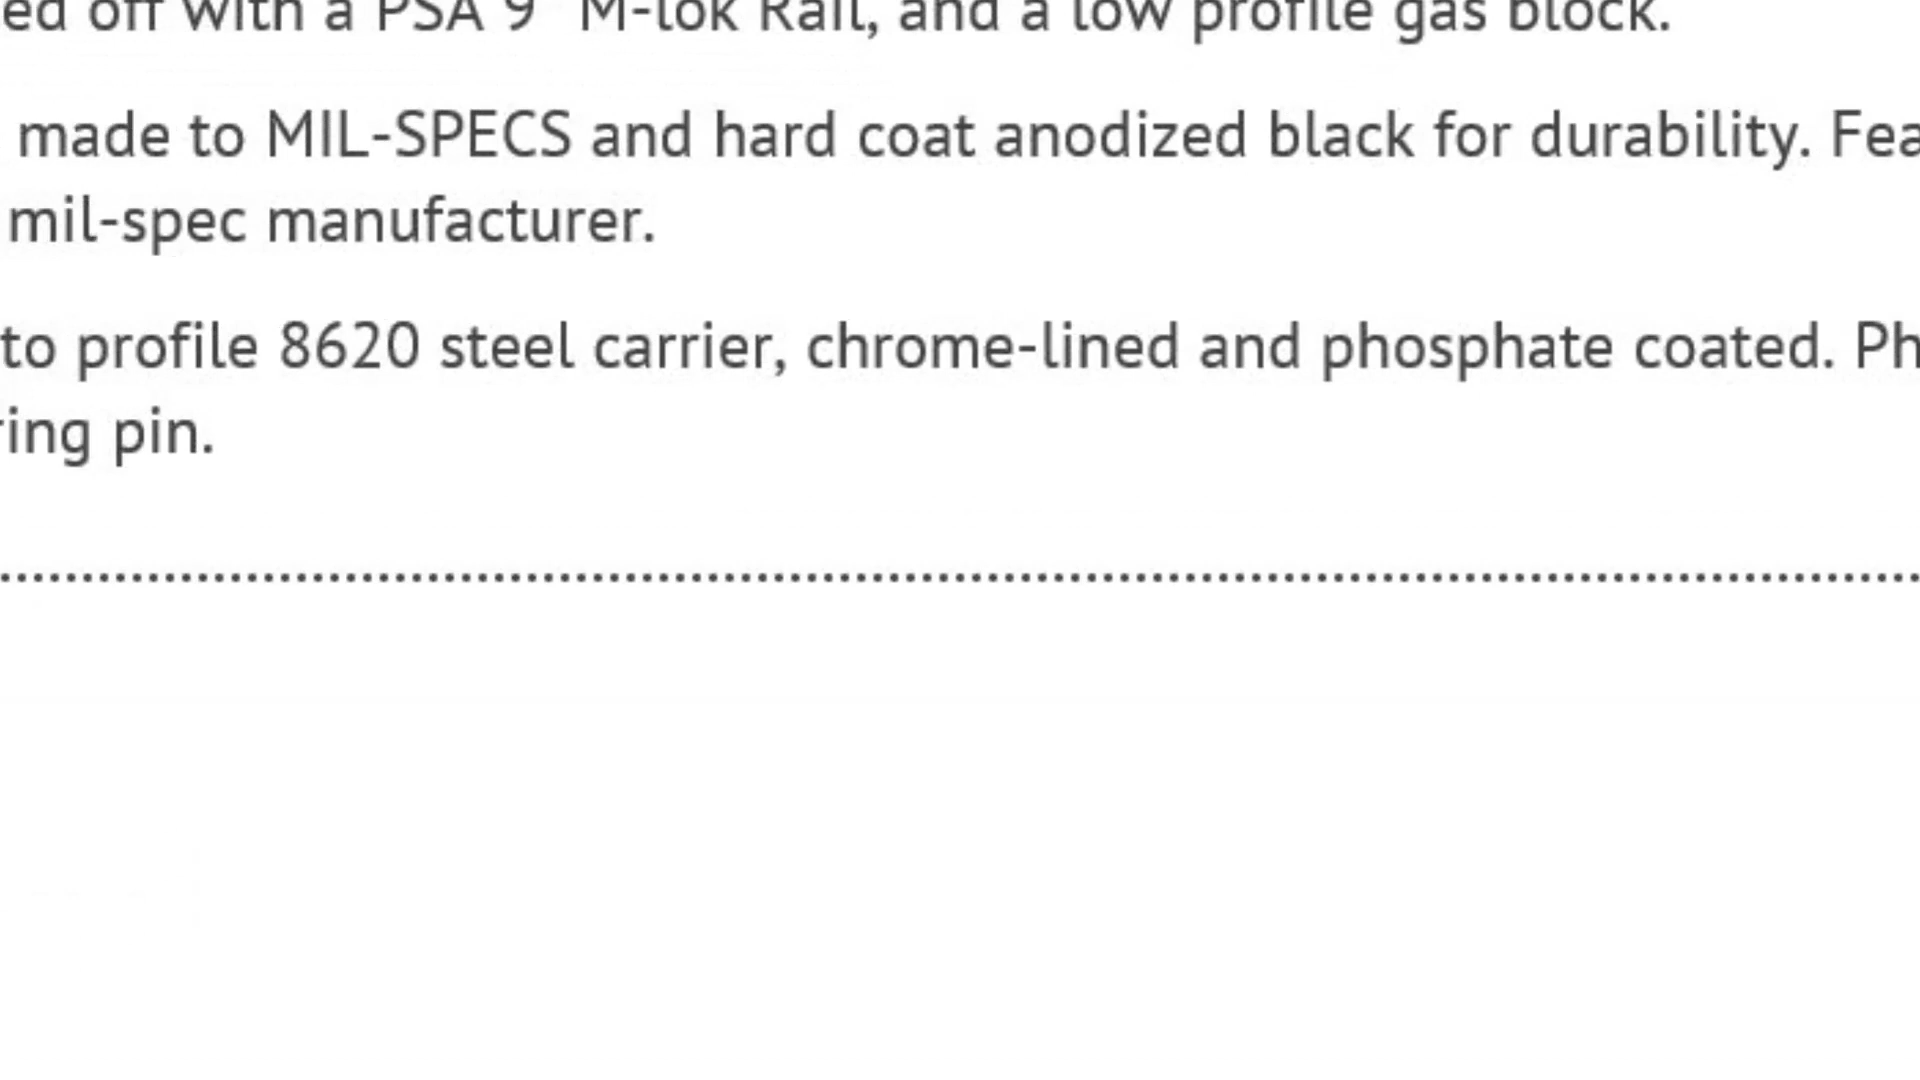 ed off with a PSA 9" M-lok Rail, and a low profile gas block.
made to MIL-SPECS and hard coat anodized black for durability. Fea
mil-spec manufacturer.
to profile 8620 steel carrier, chrome-lined and phosphate coated. Ph
ring pin.